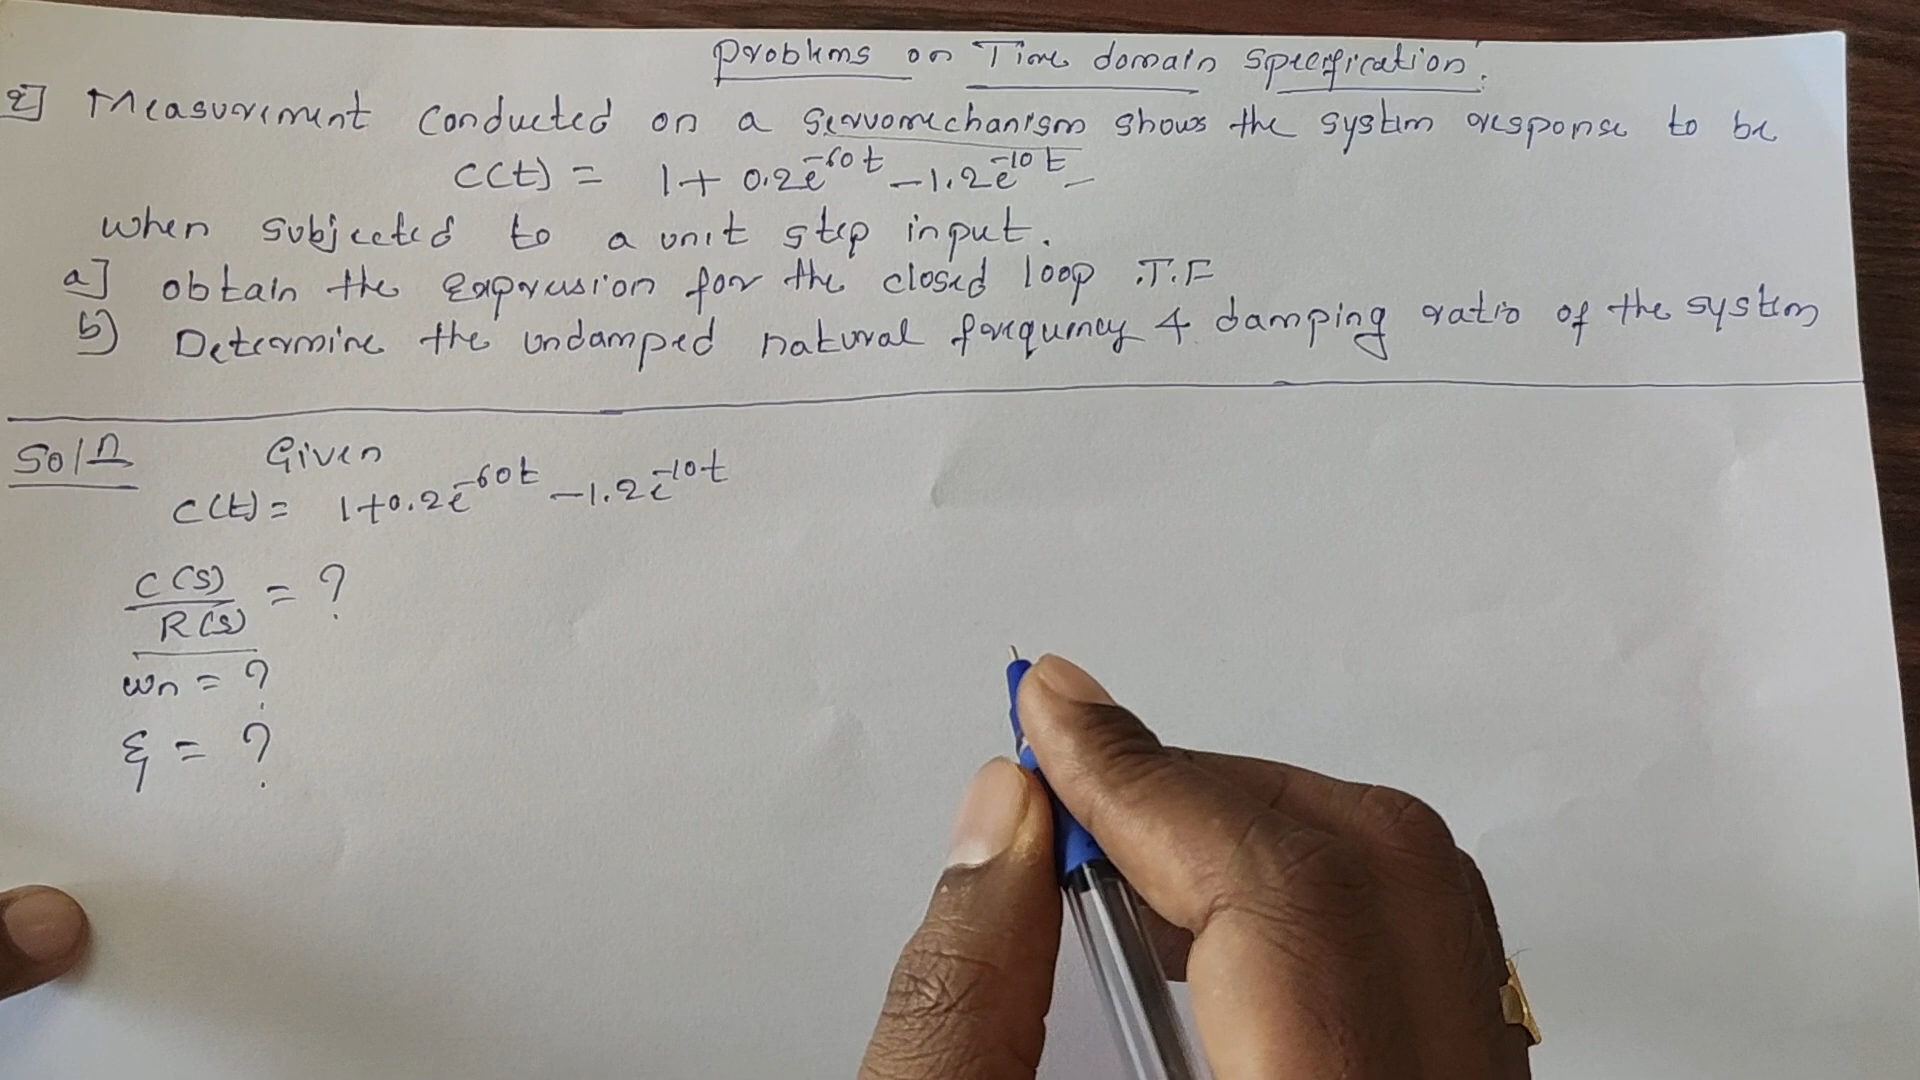 Problems on Time domain Specification.
2] Measurement conducted on a servomechanism shows the system response to be
C(t) = 1 + 0.2e^-60t - 1.2e^-10t
when subjected to a unit step input.
a] obtain the Expression for the closed loop T.F
b) Determine the undamped natural frequency & damping ratio of the system
Soln Given
C(t) = 1+0.2e^-60t - 1.2e^-10t
C(s)/R(s) = ?
ωn = ?
ξ = ?